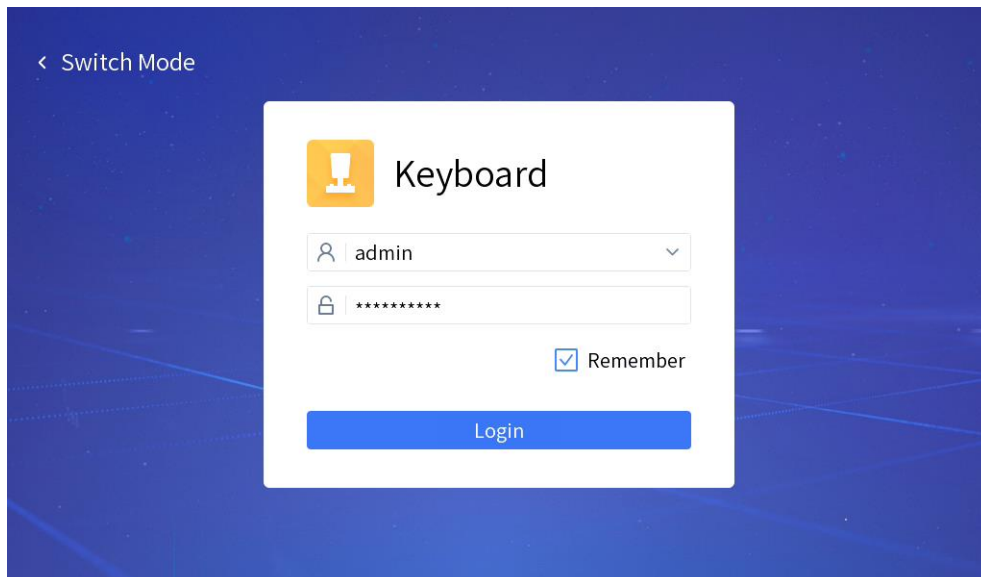 Switch Mode
Keyboard
admin
**********
Remember
Login